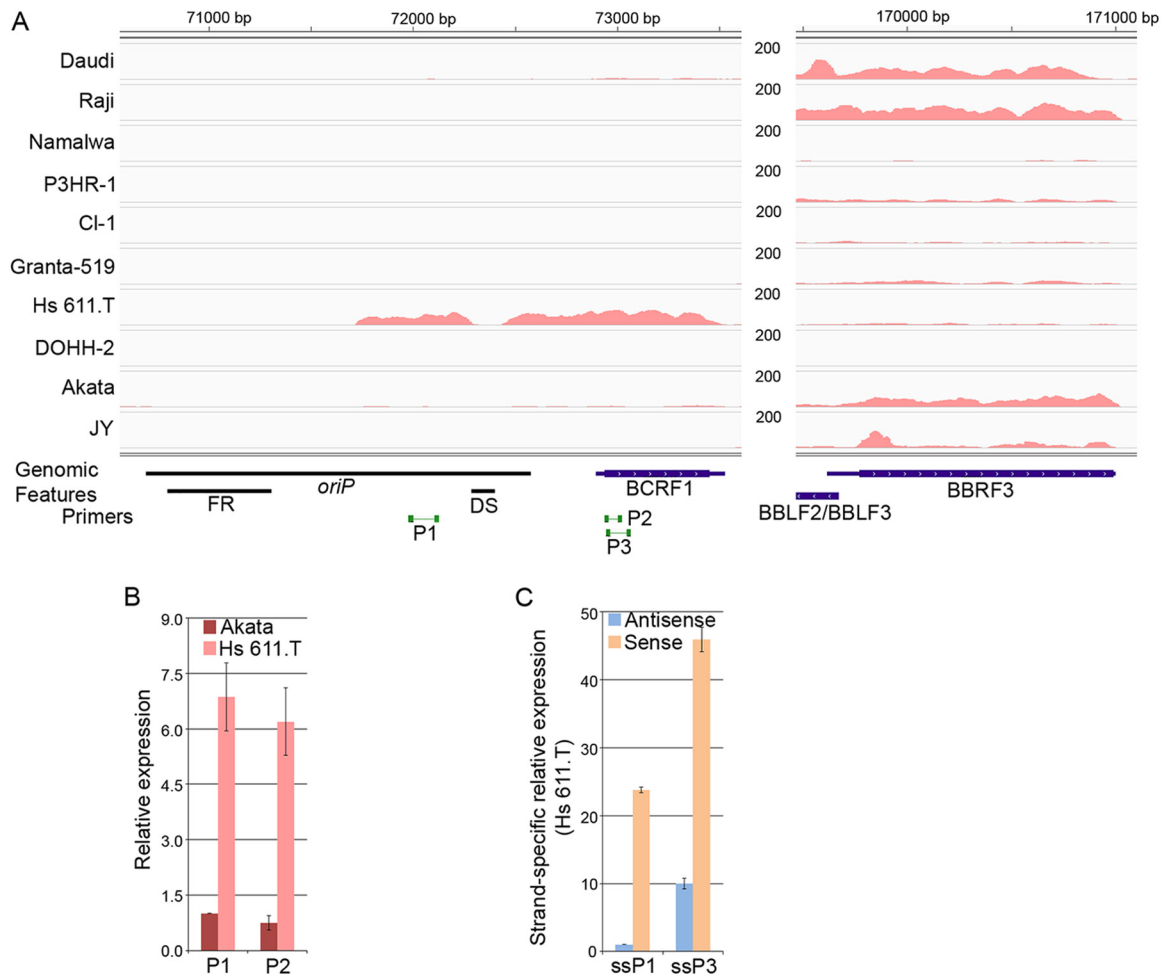 A
71000 bp 72000 bp 73000 bp 170000 bp 171000 bp
Daudi 200
Raji 200
Namalwa 200
P3HR-1 200
Cl-1 200
Granta-519 200
Hs 611.T 200
DOHH-2 200
Akata 200
JY 200
Genomic
Features
oriP
FR
DS
BCRF1
BBRF3
BBLF2/BBLF3
Primers
P1
P2
P3
B
Relative expression
9.0
7.5
6.0
4.5
3.0
1.5
0.0
Akata
Hs 611.T
P1 P2
C
Strand-specific relative expression
(Hs 611.T)
50
40
30
20
10
0
Antisense
Sense
ssP1 ssP3